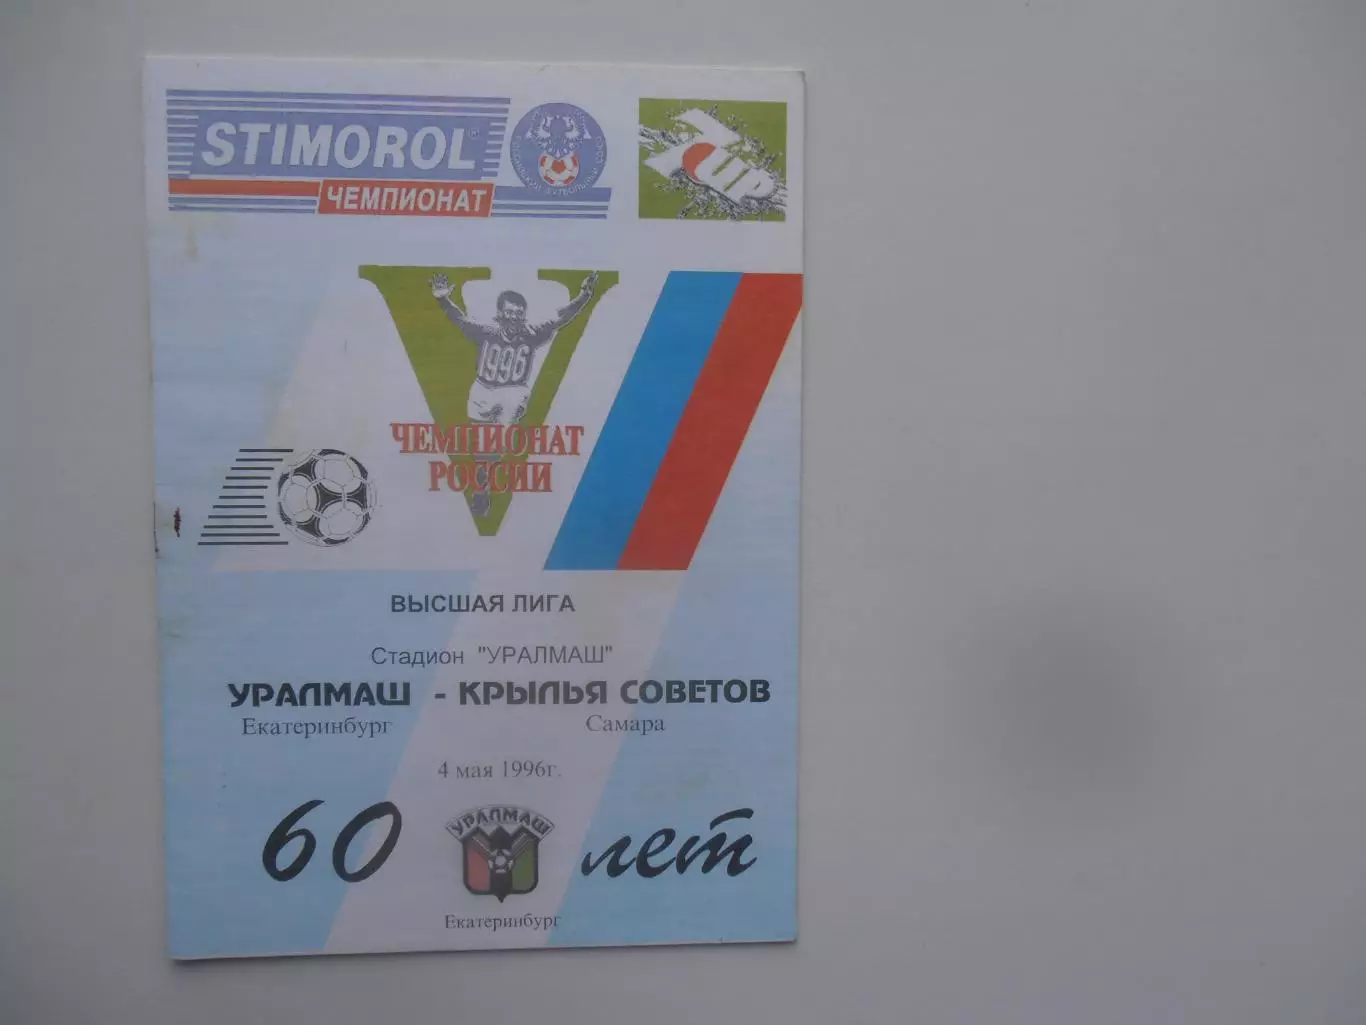 STIMOROL®
ЧЕМПИОНАТ
7UP
V
1996
ЧЕМПИОНАТ
РОССИИ
ВЫСШАЯ ЛИГА
Стадион "УРАЛМАШ"
УРАЛМАШ - КРЫЛЬЯ СОВЕТОВ
Екатеринбург Самара
4 мая 1996г.
60 УРАЛМАШ лет
Екатеринбург